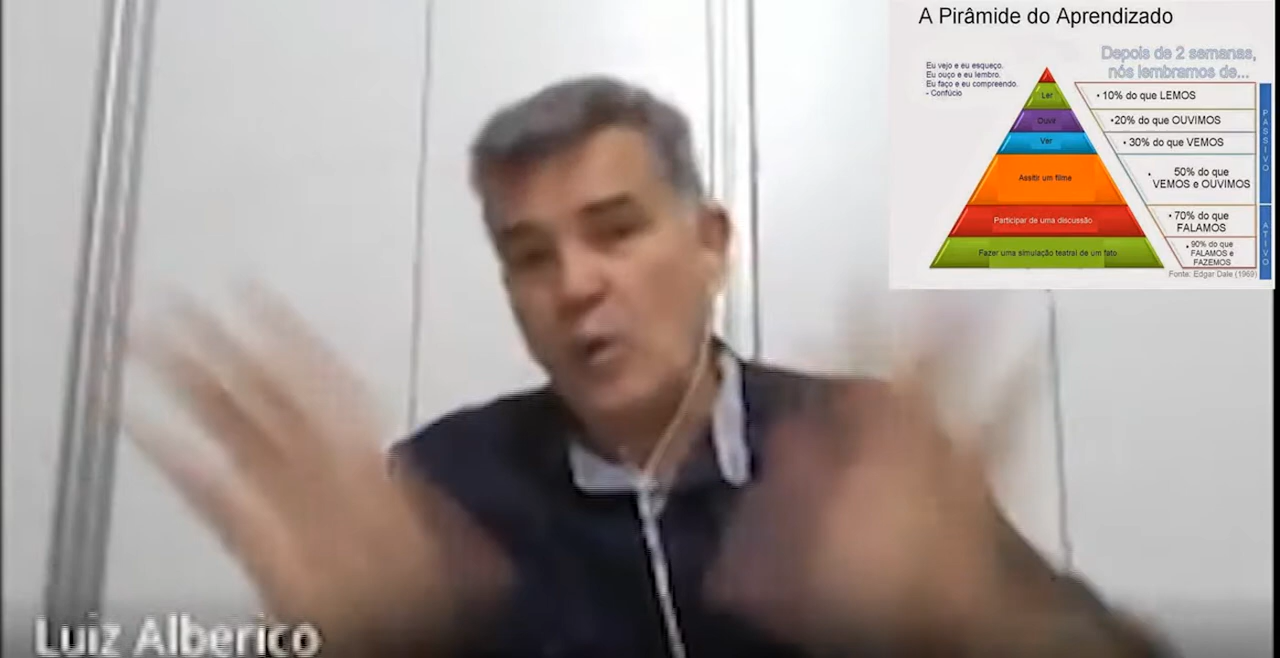 A Pirâmide do Aprendizado
Eu vejo e eu esqueço.
Eu ouço e eu lembro.
Eu faço e eu compreendo.
- Confúcio
Depois de 2 semanas,
nós lembramos de...
Ler
• 10% do que LEMOS
Ouvir
•20% do que OUVIMOS
Ver
• 30% do que VEMOS
Assitir um filme
• 50% do que
VEMOS e OUVIMOS
PASSIVO
Participar de uma discussão
• 70% do que
FALAMOS
Fazer uma simulação teatral de um fato
• 90% do que
FALAMOS e
FAZEMOS
ATIVO
Fonte: Edgar Dale (1969)
Luiz Alberico